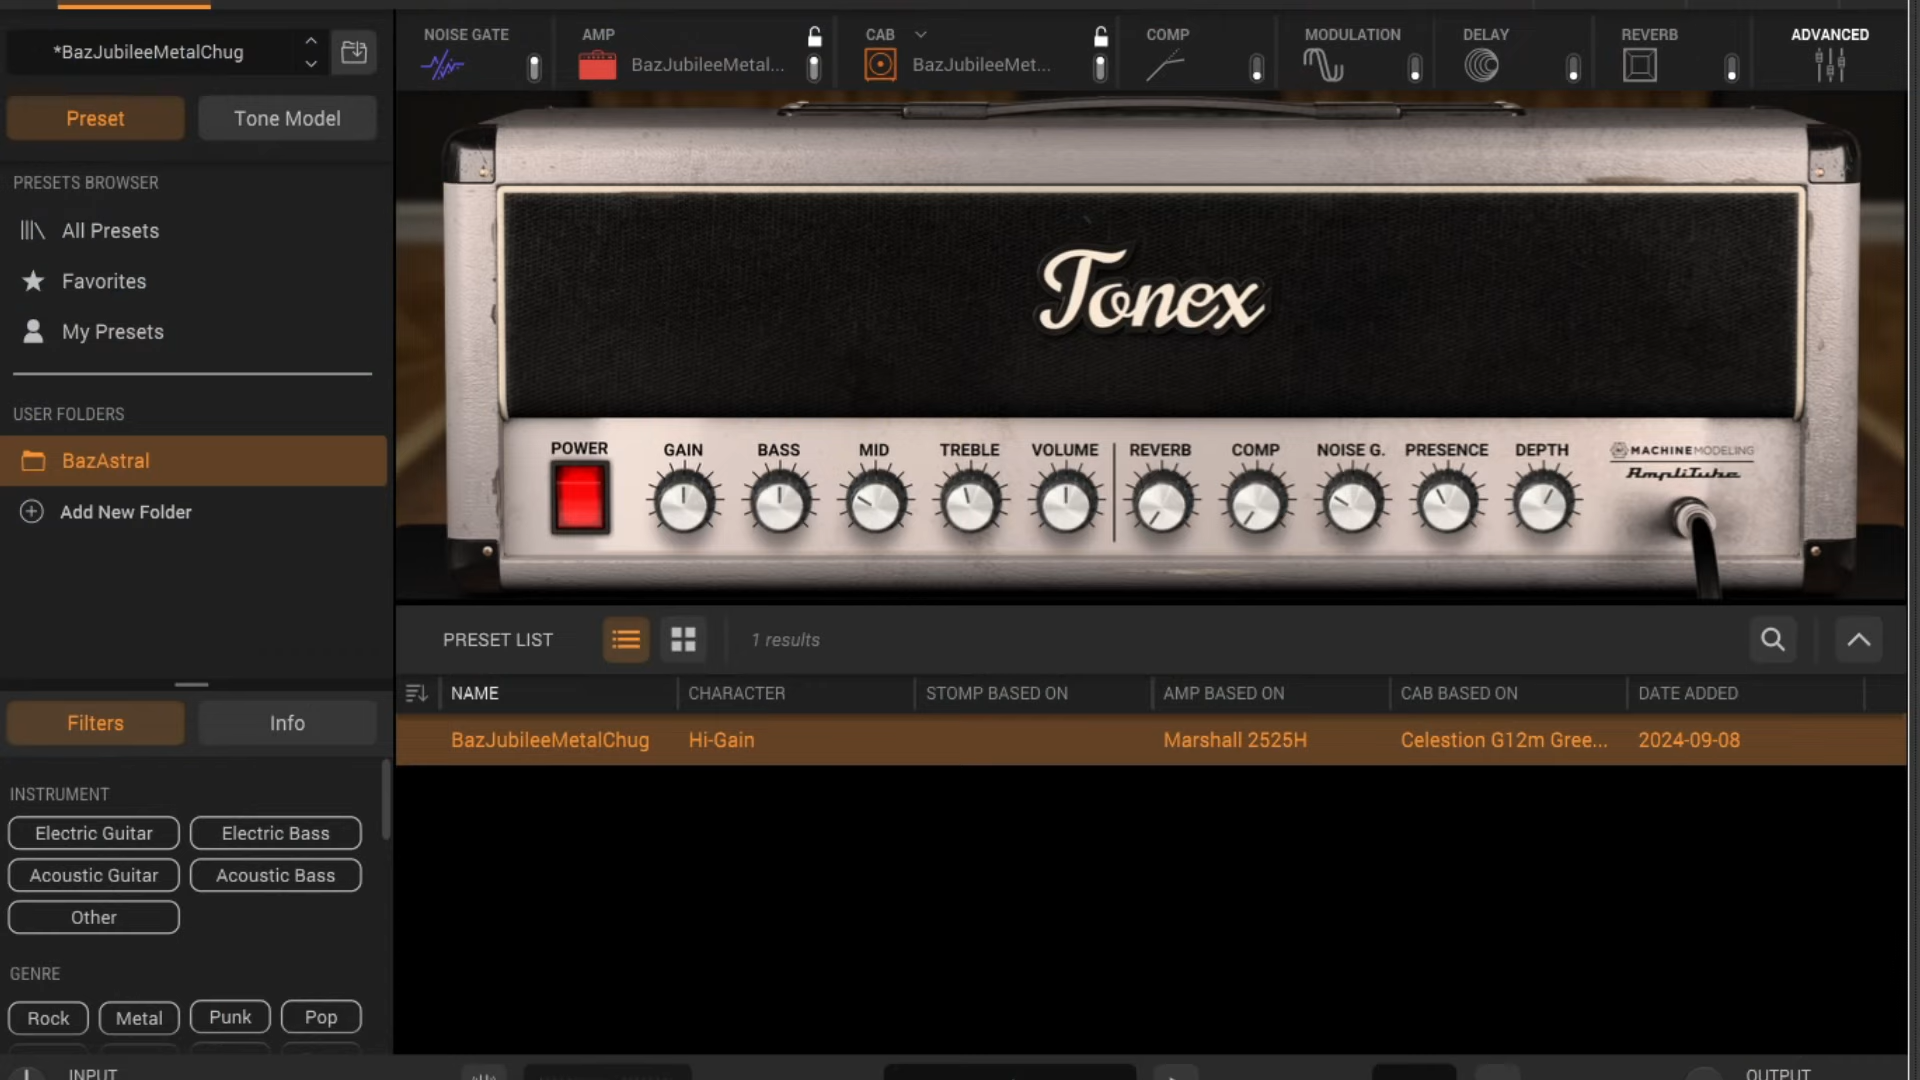 *BazJubileeMetalChug
NOISE GATE
AMP
BazJubileeMetal...
CAB
BazJubileeMet...
COMP
MODULATION
DELAY
REVERB
ADVANCED
Preset
Tone Model
PRESETS BROWSER
All Presets
Favorites
My Presets
USER FOLDERS
BazAstral
Add New Folder
Tonex
POWER GAIN BASS MID TREBLE VOLUME REVERB COMP NOISE G. PRESENCE DEPTH
MACHINE MODELING
AmpliTube
PRESET LIST
1 results
NAME CHARACTER STOMP BASED ON AMP BASED ON CAB BASED ON DATE ADDED
BazJubileeMetalChug Hi-Gain Marshall 2525H Celestion G12m Gree... 2024-09-08
Filters
Info
INSTRUMENT
Electric Guitar Electric Bass
Acoustic Guitar Acoustic Bass
Other
GENRE
Rock Metal Punk Pop
INPUT
OUTPUT